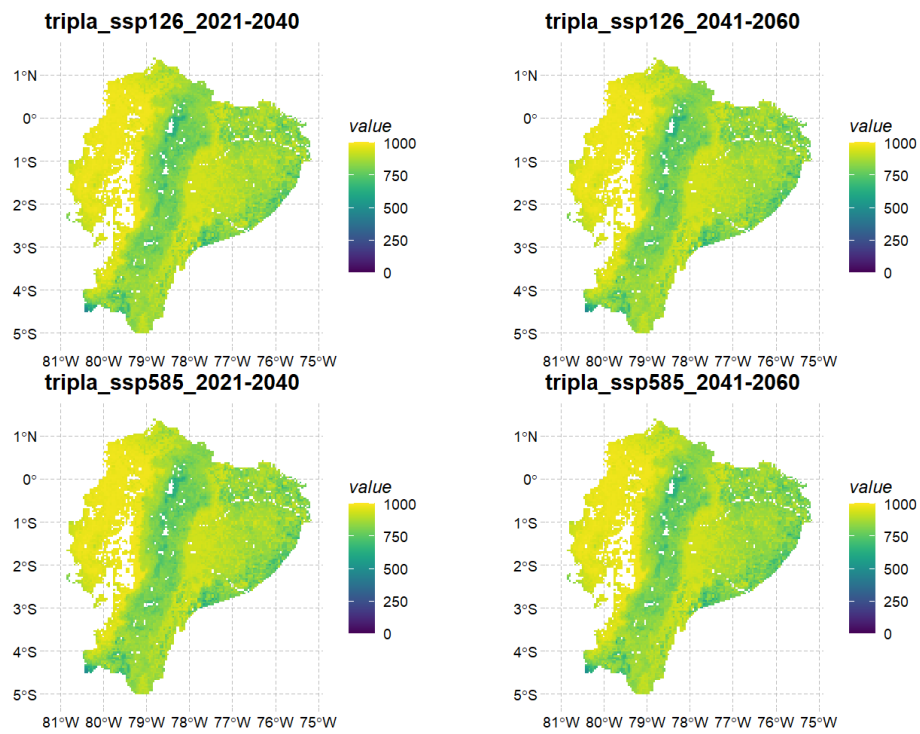 tripla_ssp126_2021-2040
1°N
0°
1°S
2°S
3°S
4°S
5°S
81°W 80°W 79°W 78°W 77°W 76°W 75°W
value
1000
750
500
250
0
tripla_ssp126_2041-2060
1°N
0°
1°S
2°S
3°S
4°S
5°S
81°W 80°W 79°W 78°W 77°W 76°W 75°W
value
1000
750
500
250
0
tripla_ssp585_2021-2040
1°N
0°
1°S
2°S
3°S
4°S
5°S
81°W 80°W 79°W 78°W 77°W 76°W 75°W
value
1000
750
500
250
0
tripla_ssp585_2041-2060
1°N
0°
1°S
2°S
3°S
4°S
5°S
81°W 80°W 79°W 78°W 77°W 76°W 75°W
value
1000
750
500
250
0